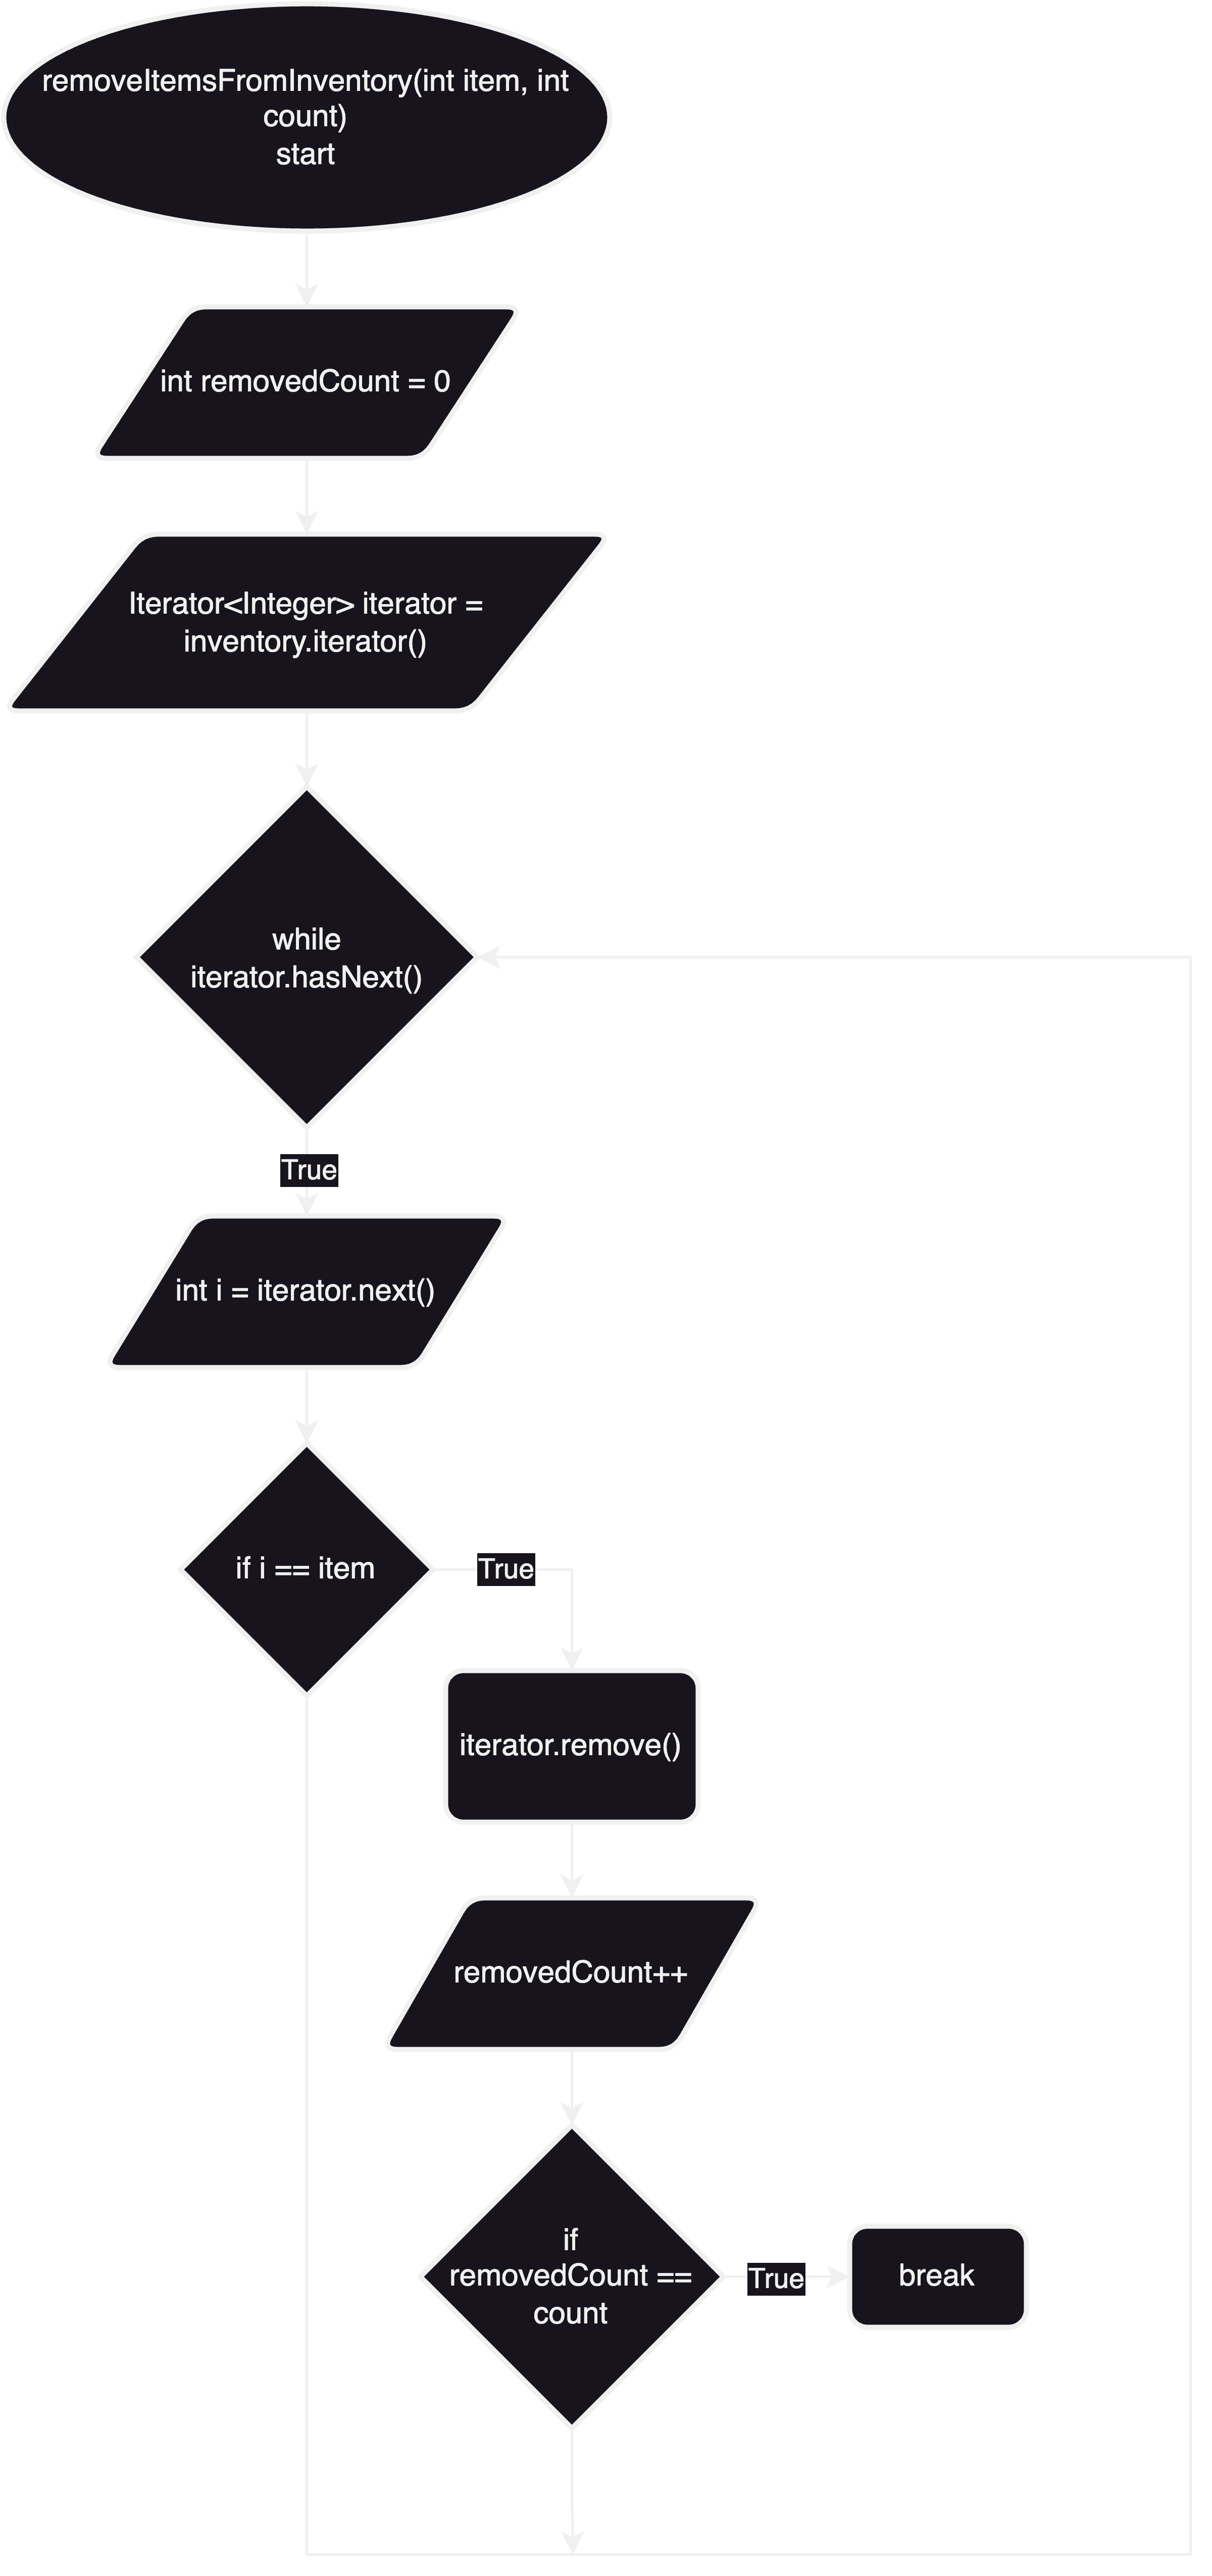 removeItemsFromInventory(int item, int
count)
start
int removedCount = 0
Iterator<Integer> iterator =
inventory.iterator()
while
iterator.hasNext()
True
int i = iterator.next()
if i == item
True
iterator.remove()
removedCount++
if
removedCount ==
count
True
break